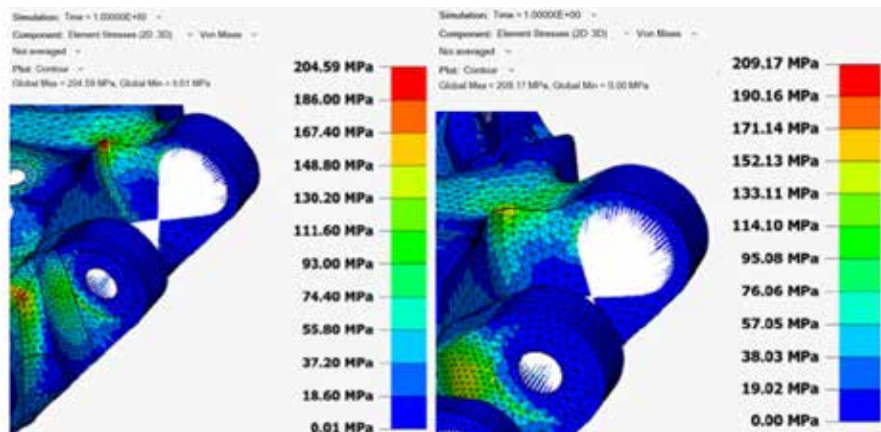 Simulation: Time = 1.00000E+00
Component: Element Stresses (2D 3D) Von Mises
Not averaged
Plot: Contour
Global Max = 204.59 MPa, Global Min = 0.01 MPa
204.59 MPa
186.00 MPa
167.40 MPa
148.80 MPa
130.20 MPa
111.60 MPa
93.00 MPa
74.40 MPa
55.80 MPa
37.20 MPa
18.60 MPa
0.01 MPa
Simulation: Time = 1.00000E+00
Component: Element Stresses (2D 3D) Von Mises
Not averaged
Plot: Contour
Global Max = 209.17 MPa, Global Min = 0.00 MPa
209.17 MPa
190.16 MPa
171.14 MPa
152.13 MPa
133.11 MPa
114.10 MPa
95.08 MPa
76.06 MPa
57.05 MPa
38.03 MPa
19.02 MPa
0.00 MPa